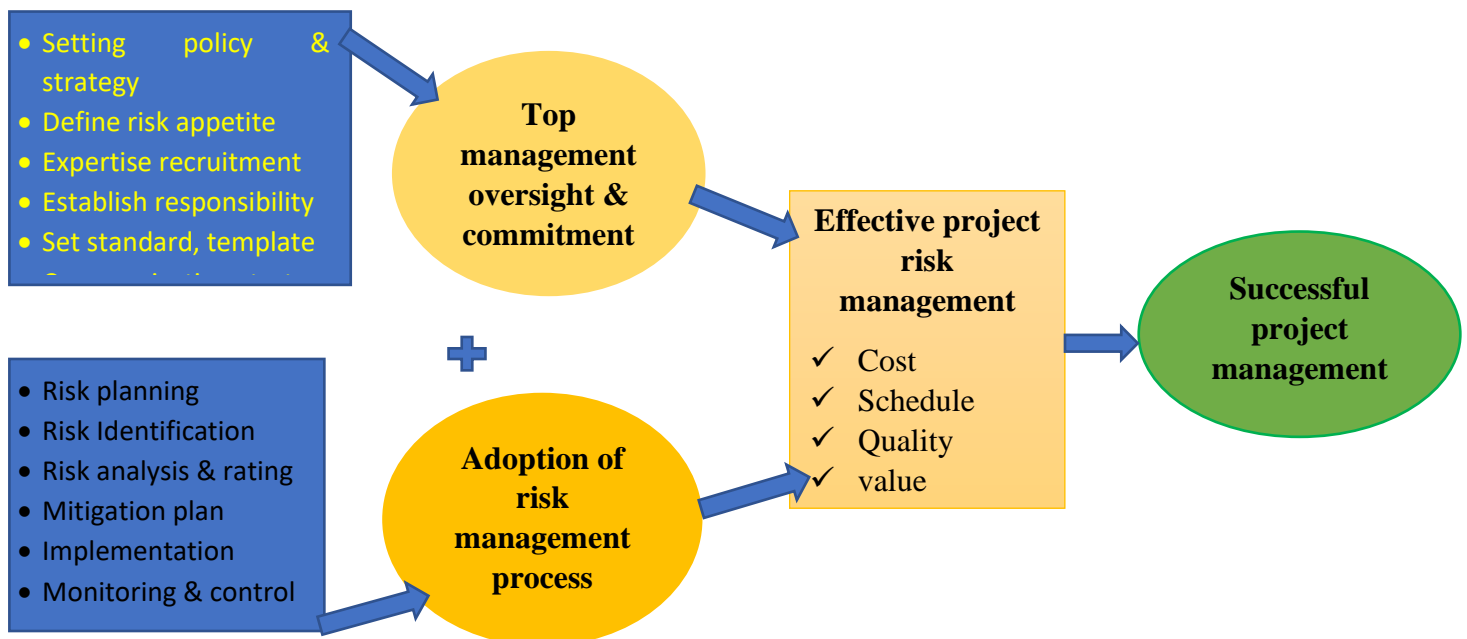 • Setting policy &
strategy
• Define risk appetite
• Expertise recruitment
• Establish responsibility
• Set standard, template
Top
management
oversight &
commitment
• Risk planning
• Risk Identification
• Risk analysis & rating
• Mitigation plan
• Implementation
• Monitoring & control
Adoption of
risk
management
process
Effective project
risk
management
✓ Cost
✓ Schedule
✓ Quality
✓ value
Successful
project
management